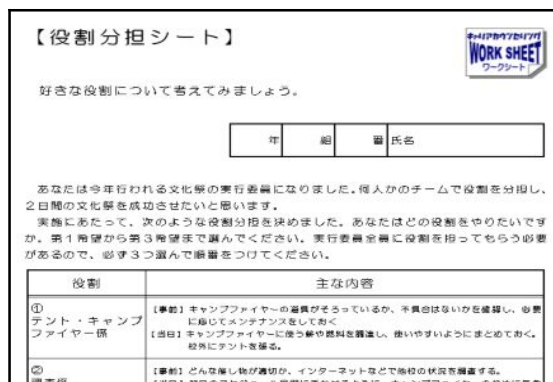 【役割分担シート】
キャリアカウンセリング
WORK SHEET
ワークシート
好きな役割について考えてみましょう。
年 組 番 氏名
あなたは今年行われる文化祭の実行委員になりました。何人かのチームで役割を分担し、
2日間の文化祭を成功させたいと思います。
実施にあたって、次のような役割分担を決めました。あなたはどの役割をやりたいです
か。第1希望から第3希望まで選んでください。実行委員全員に役割を担ってもらう必要
があるので、必ず3つ選んで順番をつけてください。
役割 主な内容
①
テント・キャンプ
ファイヤー係
【事前】キャンプファイヤーの道具がそろっているか、不具合はないかを確認し、必要
に応じてメンテナンスをしておく
【当日】キャンプファイヤーに使う薪や燃料を調達し、使いやすいようにまとめておく。
校外にテントを張る。
②
【事前】どんな催し物が適切か、インターネットなどで他校の状況を調査する。